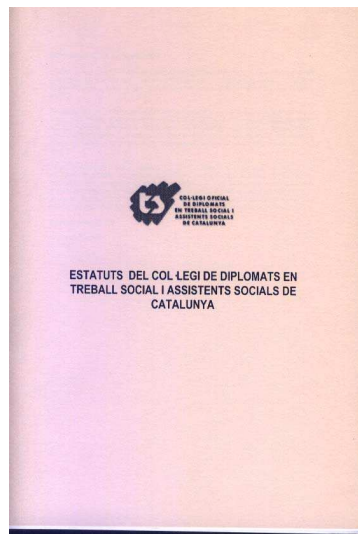 COL·LEGI OFICIAL
DE DIPLOMATS
EN TREBALL SOCIAL I
ASSISTENTS SOCIALS
DE CATALUNYA
ESTATUTS DEL COL·LEGI DE DIPLOMATS EN
TREBALL SOCIAL I ASSISTENTS SOCIALS DE
CATALUNYA